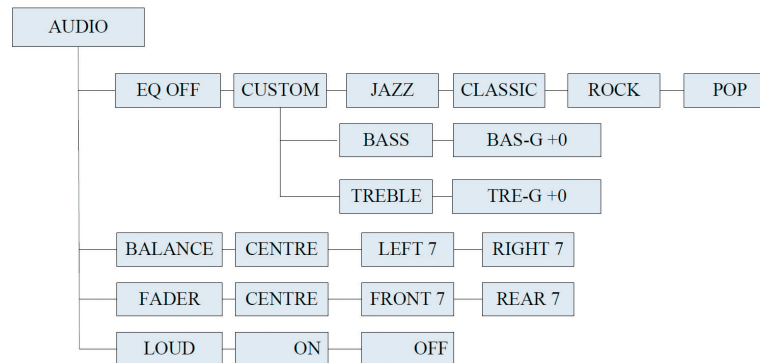 AUDIO
EQ OFF CUSTOM JAZZ CLASSIC ROCK POP
BASS BAS-G +0
TREBLE TRE-G +0
BALANCE CENTRE LEFT 7 RIGHT 7
FADER CENTRE FRONT 7 REAR 7
LOUD ON OFF